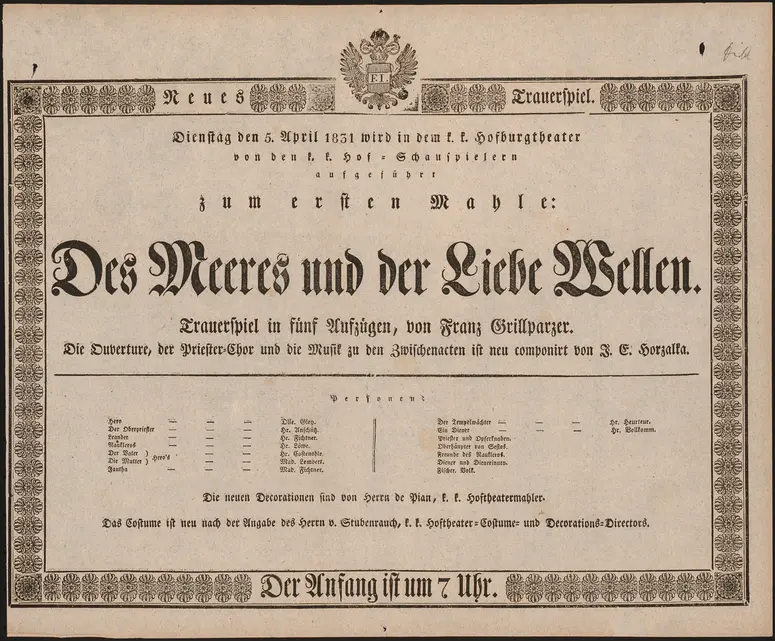 F.I.
Neues Trauerspiel.
Dienstag den 5. April 1831 wird in dem k. k. Hofburgtheater
von den k. k. Hof-Schauspielern
aufgeführt
zum ersten Mahle:
Des Meeres und der Liebe Wellen.
Trauerspiel in fünf Aufzügen, von Franz Grillparzer.
Die Ouverture, der Priester-Chor und die Musik zu den Zwischenacten ist neu componirt von J. E. Horzalka.
Personen:
Hero — — — Dlle. Gley.
Der Oberpriester — — — Hr. Anschütz.
Leander — — — Hr. Fichtner.
Naukleros — — — Hr. Löwe.
Der Vater ) Hero's — — Hr. Costenoble.
Die Mutter ) Mad. Lembert.
Jantha — — — Mad. Fichtner.
Der Tempelwächter — — — Hr. Heurteur.
Ein Diener — — — Hr. Vollkomm.
Priester und Opferknaben.
Oberhäupter von Sestos.
Freunde des Naukleros.
Diener und Dienerinnen.
Fischer. Volk.
Die neuen Decorationen sind von Herrn de Pian, k. k. Hoftheatermahler.
Das Costume ist neu nach der Angabe des Herrn v. Stubenrauch, k. k. Hoftheater-Costume- und Decorations-Directors.
Der Anfang ist um 7 Uhr.